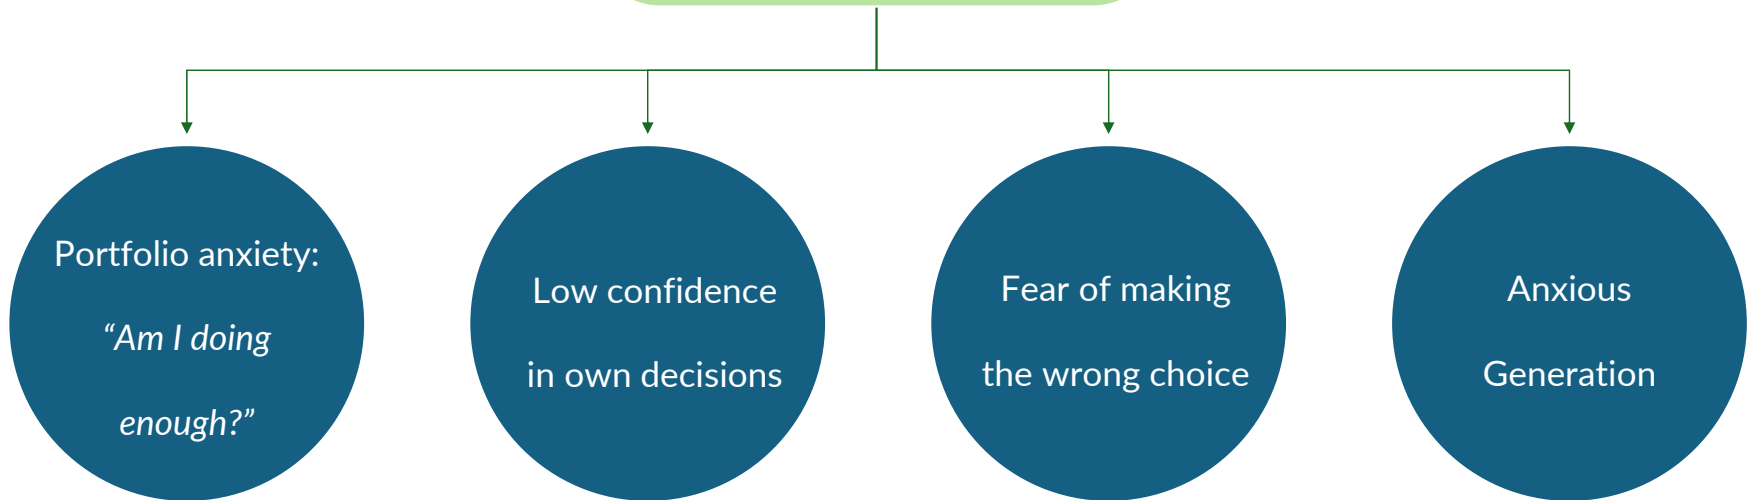 Portfolio anxiety:
“Am I doing
enough?”
Low confidence
in own decisions
Fear of making
the wrong choice
Anxious
Generation